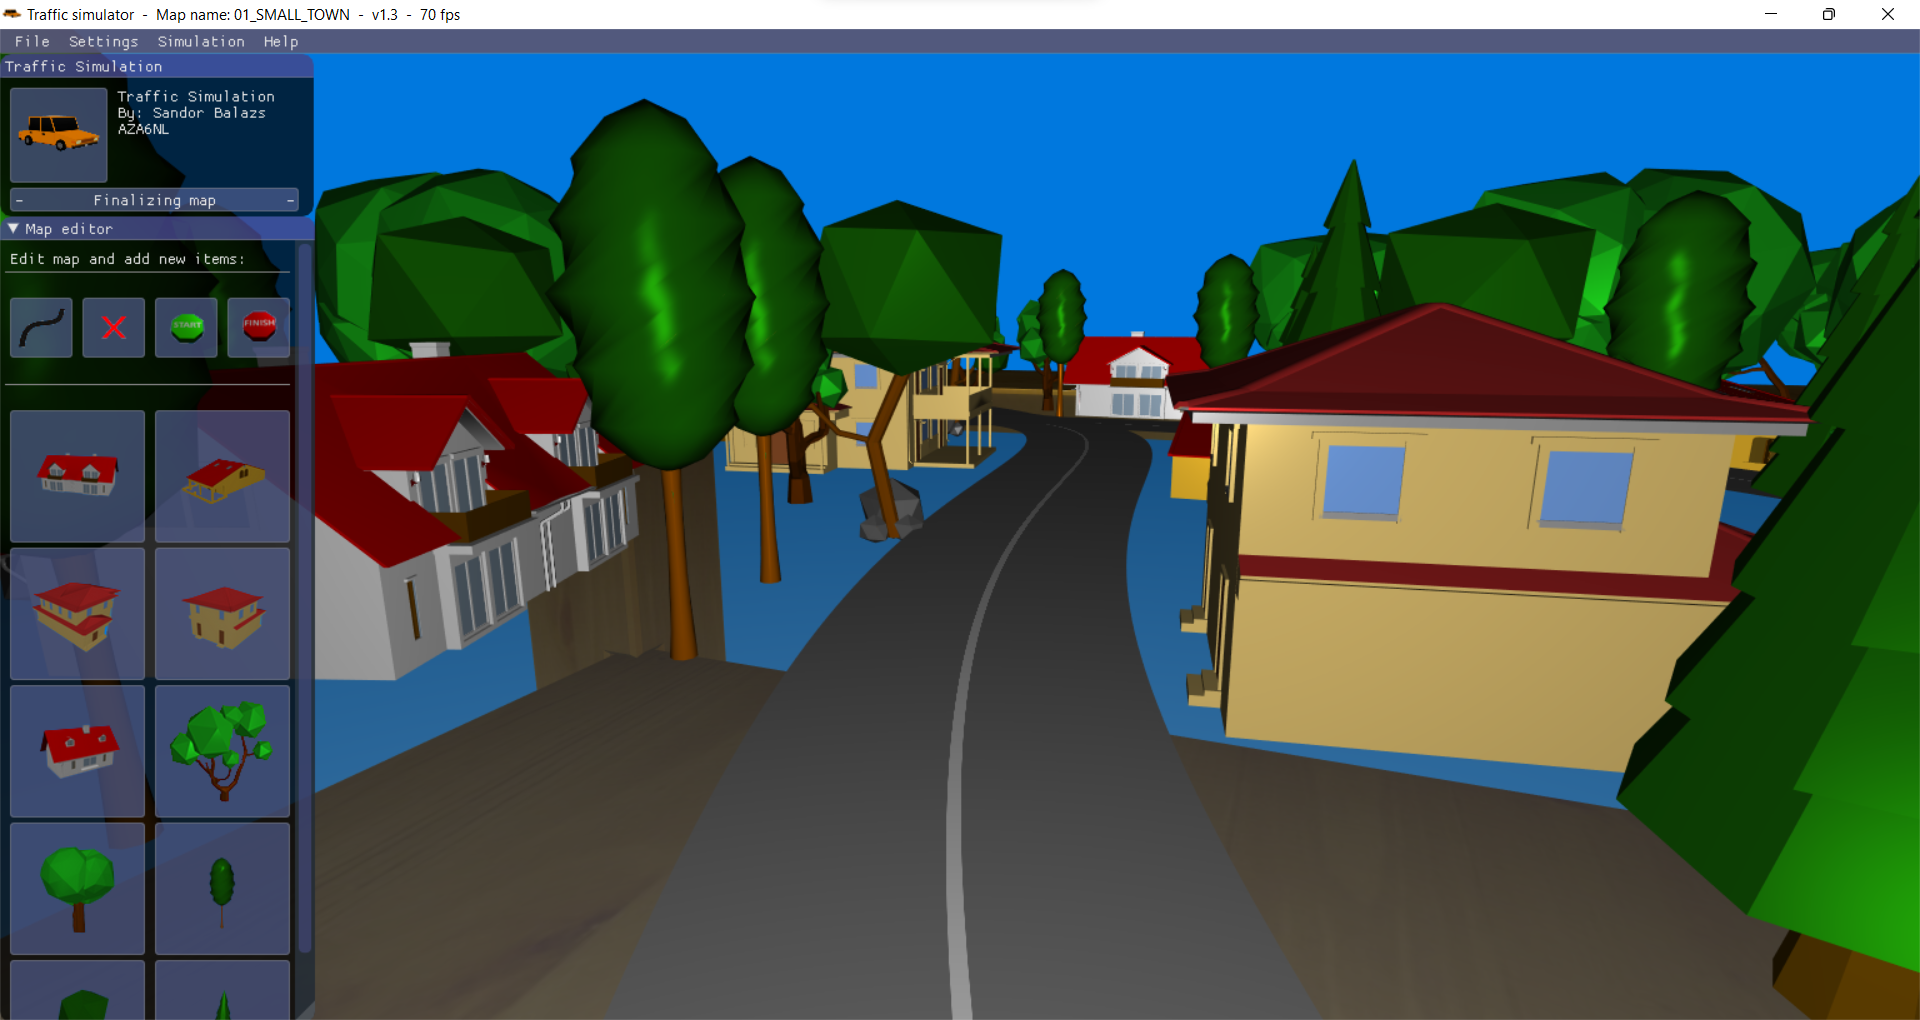 Traffic simulator - Map name: 01_SMALL_TOWN - v1.3 - 70 fps
File Settings Simulation Help
Traffic Simulation
Traffic Simulation
By: Sandor Balazs
AZA6NL
- Finalizing map -
Map editor
Edit map and add new items:
START
FINISH